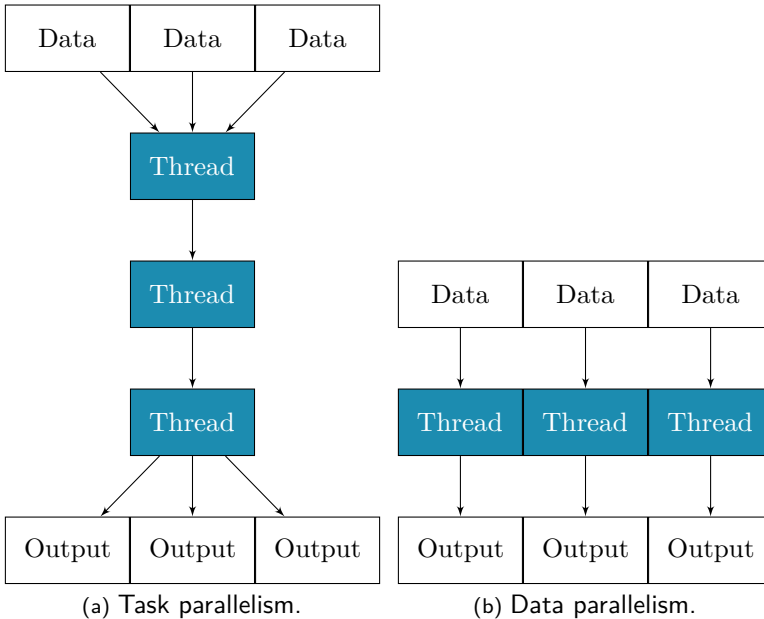 Data Data Data
Thread
Thread
Thread
Output Output Output
(a) Task parallelism.
Data Data Data
Thread Thread Thread
Output Output Output
(b) Data parallelism.